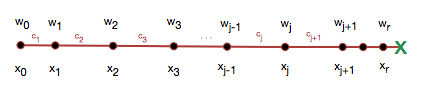 w0 w1 w2 w3 wj-1 wj wj+1 wr
c1 c2 c3 ... cj cj+1
x0 x1 x2 x3 xj-1 xj xj+1 xr X